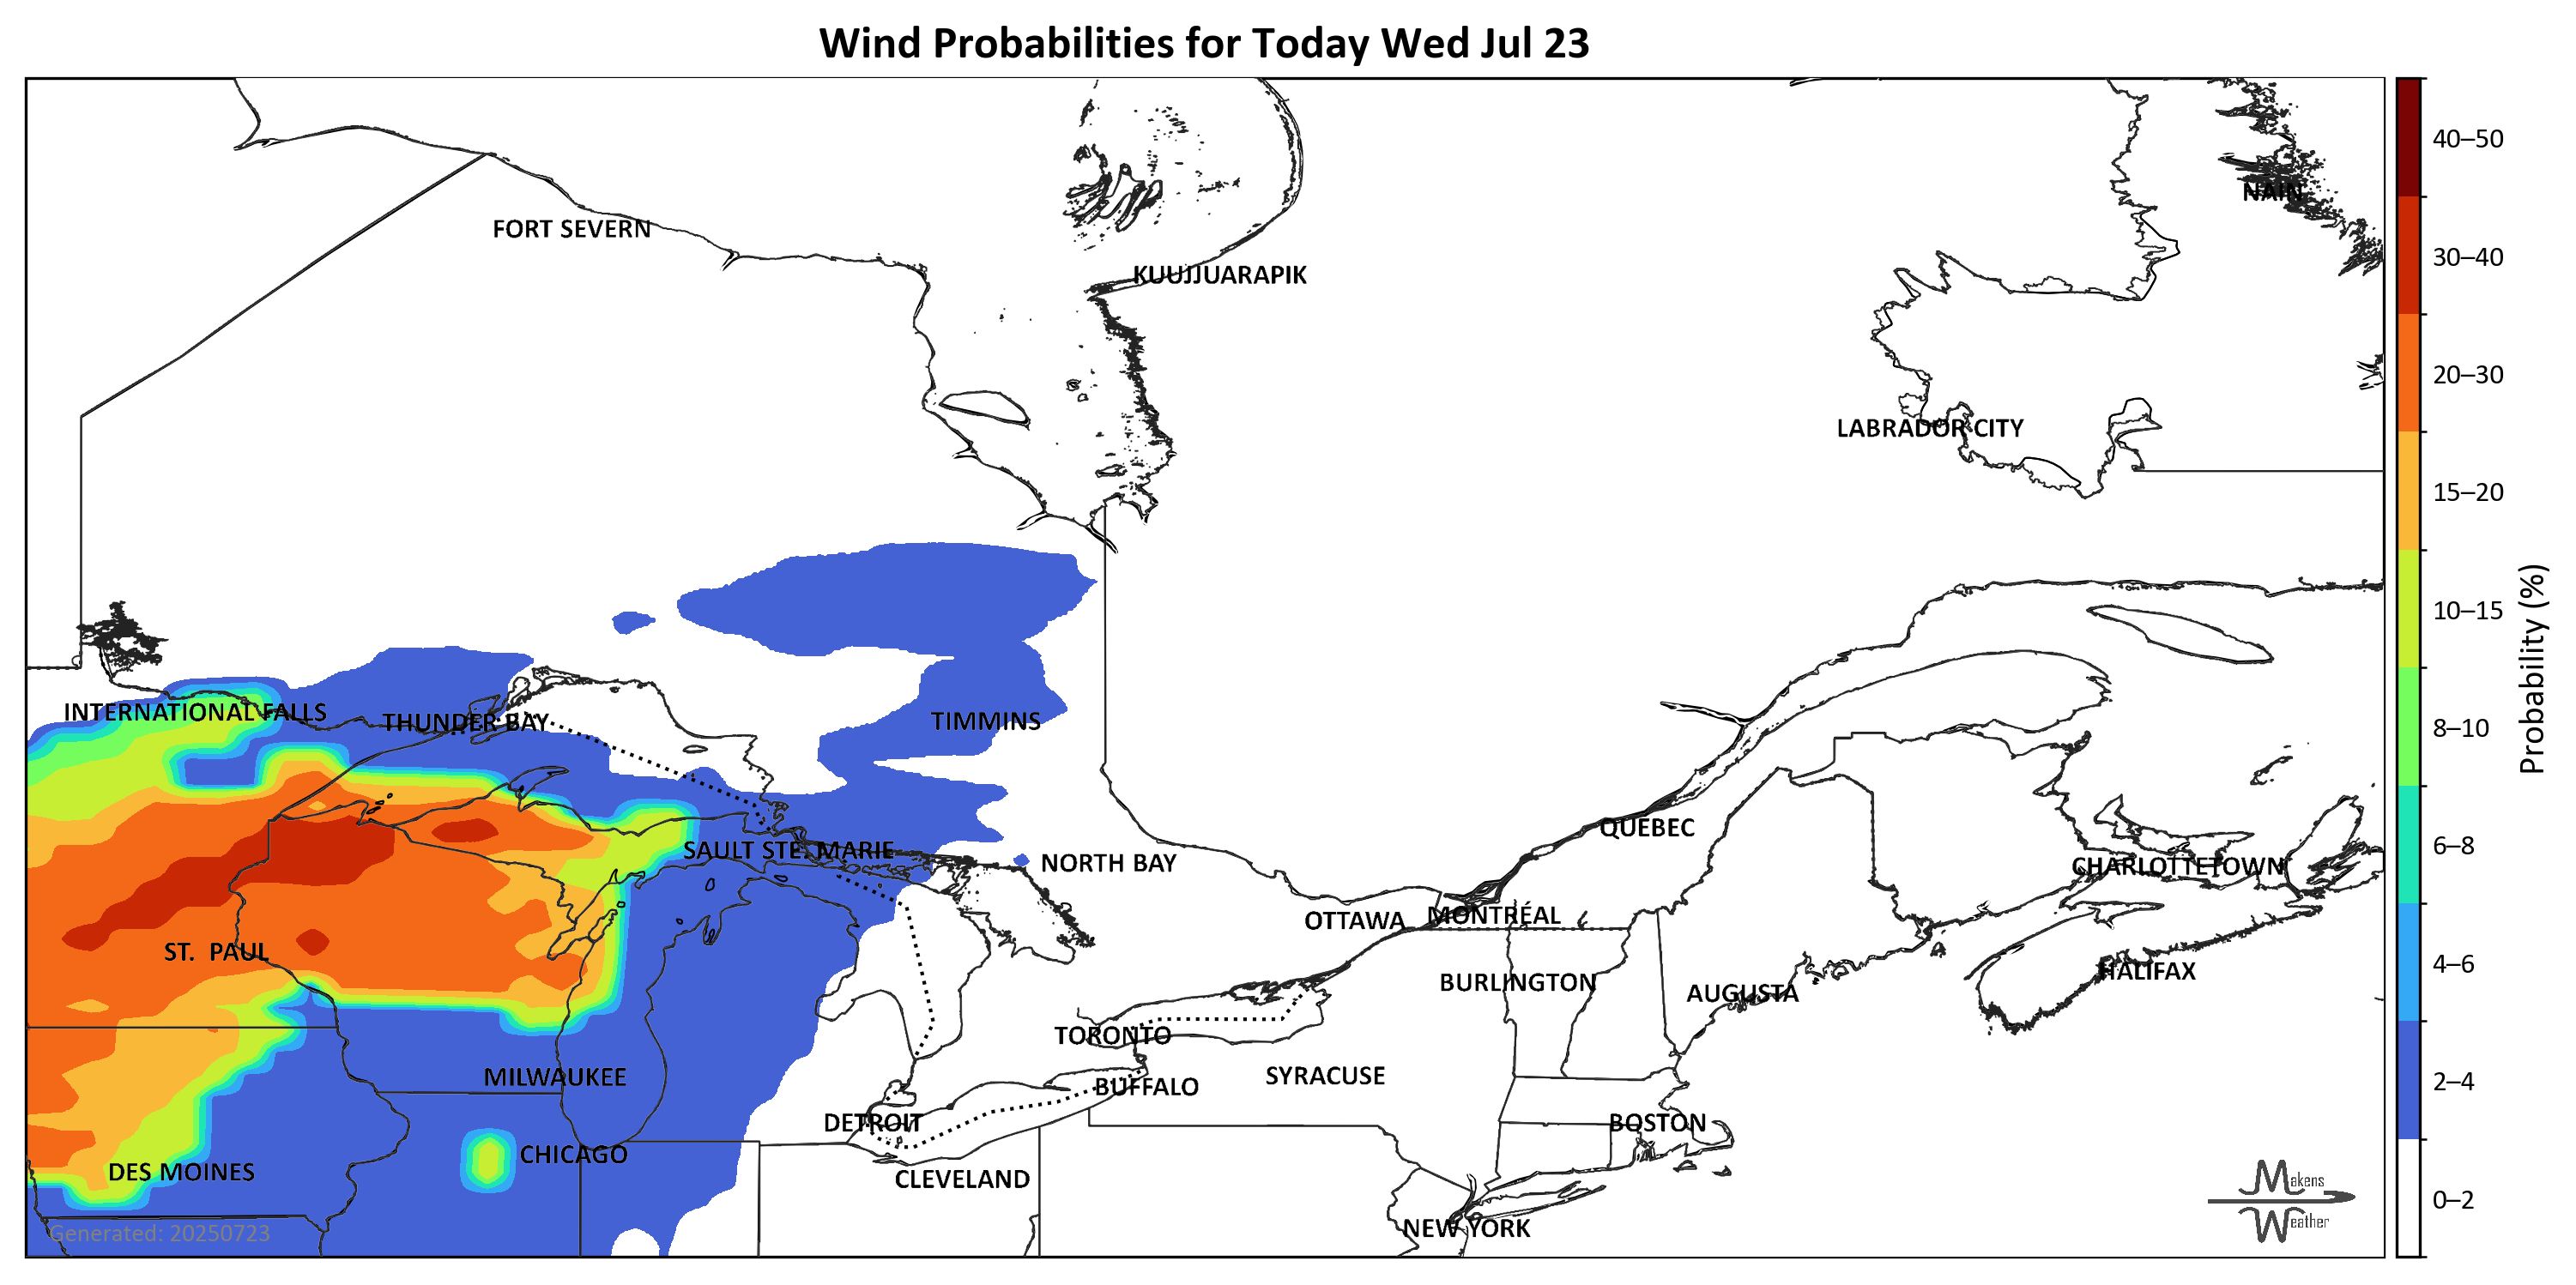 Wind Probabilities for Today Wed Jul 23
NAIN
FORT SEVERN
KUUJJUARAPIK
LABRADOR CITY
INTERNATIONAL FALLS
THUNDER BAY
TIMMINS
QUEBEC
SAULT STE. MARIE
NORTH BAY
CHARLOTTETOWN
OTTAWA
MONTRÉAL
ST. PAUL
HALIFAX
BURLINGTON
AUGUSTA
TORONTO
MILWAUKEE
BUFFALO
SYRACUSE
DETROIT
BOSTON
CHICAGO
DES MOINES
CLEVELAND
NEW YORK
Generated: 20250723
Makens
Weather
40–50
30–40
20–30
15–20
10–15
8–10
6–8
4–6
2–4
0–2
Probability (%)